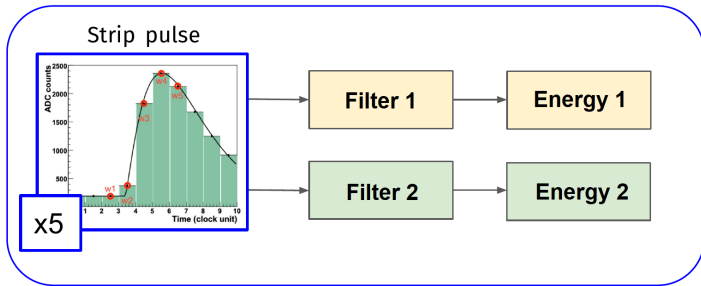 Strip pulse
ADC counts
2500
2000
1500
1000
500
w1
w2
w3
w4
w5
1 2 3 4 5 6 7 8 9 10
Time (clock unit)
x5
Filter 1
Energy 1
Filter 2
Energy 2